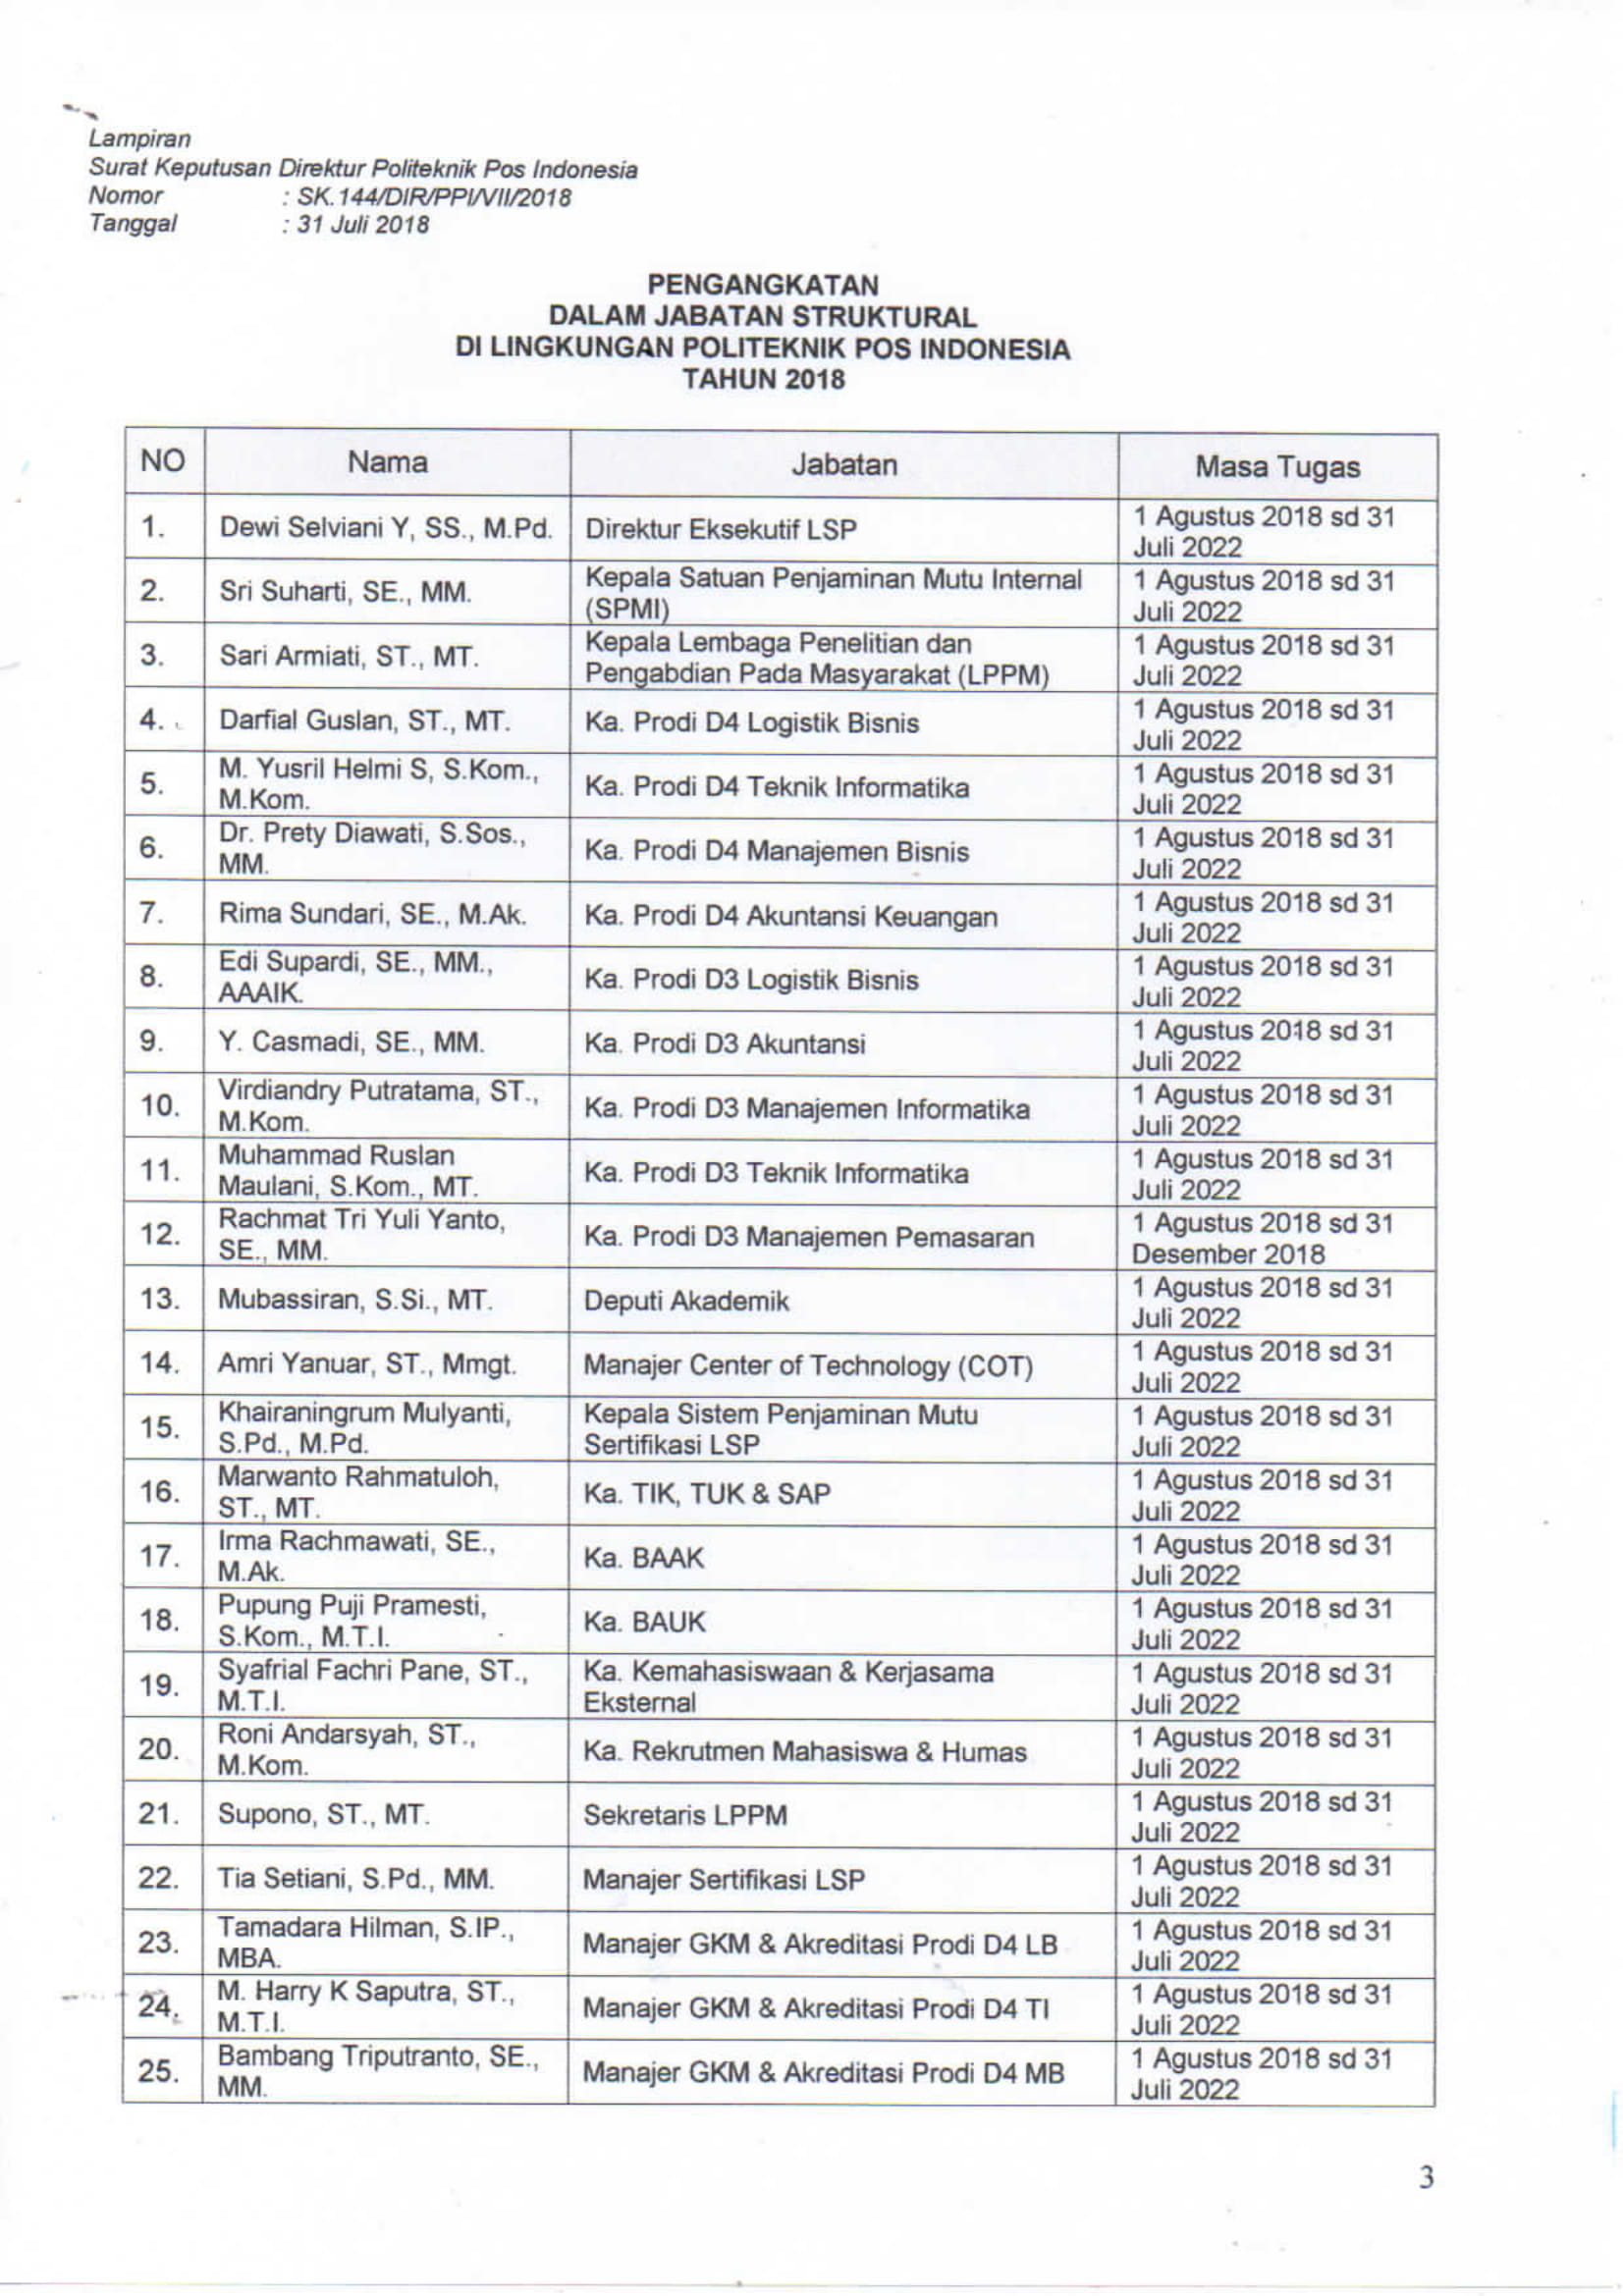 Lampiran
Surat Keputusan Direktur Politeknik Pos Indonesia
Nomor : SK.144/DIR/PPI/VII/2018
Tanggal : 31 Juli 2018
PENGANGKATAN
DALAM JABATAN STRUKTURAL
DI LINGKUNGAN POLITEKNIK POS INDONESIA
TAHUN 2018
NO Nama Jabatan Masa Tugas
1. Dewi Selviani Y, SS., M.Pd. Direktur Eksekutif LSP 1 Agustus 2018 sd 31
Juli 2022
2. Sri Suharti, SE., MM. Kepala Satuan Penjaminan Mutu Internal 1 Agustus 2018 sd 31
(SPMI) Juli 2022
3. Sari Armiati, ST., MT. Kepala Lembaga Penelitian dan 1 Agustus 2018 sd 31
Pengabdian Pada Masyarakat (LPPM) Juli 2022
4. Darfial Guslan, ST., MT. Ka. Prodi D4 Logistik Bisnis 1 Agustus 2018 sd 31
Juli 2022
5. M. Yusril Helmi S, S.Kom., Ka. Prodi D4 Teknik Informatika 1 Agustus 2018 sd 31
M.Kom. Juli 2022
6. Dr. Prety Diawati, S.Sos., Ka. Prodi D4 Manajemen Bisnis 1 Agustus 2018 sd 31
MM. Juli 2022
7. Rima Sundari, SE., M.Ak. Ka. Prodi D4 Akuntansi Keuangan 1 Agustus 2018 sd 31
Juli 2022
8. Edi Supardi, SE., MM., Ka. Prodi D3 Logistik Bisnis 1 Agustus 2018 sd 31
AAAIK. Juli 2022
9. Y. Casmadi, SE., MM. Ka. Prodi D3 Akuntansi 1 Agustus 2018 sd 31
Juli 2022
10. Virdiandry Putratama, ST., Ka. Prodi D3 Manajemen Informatika 1 Agustus 2018 sd 31
M.Kom. Juli 2022
11. Muhammad Ruslan Ka. Prodi D3 Teknik Informatika 1 Agustus 2018 sd 31
Maulani, S.Kom., MT. Juli 2022
12. Rachmat Tri Yuli Yanto, Ka. Prodi D3 Manajemen Pemasaran 1 Agustus 2018 sd 31
SE., MM. Desember 2018
13. Mubassiran, S.Si., MT. Deputi Akademik 1 Agustus 2018 sd 31
Juli 2022
14. Amri Yanuar, ST., Mmgt. Manajer Center of Technology (COT) 1 Agustus 2018 sd 31
Juli 2022
15. Khairaningrum Mulyanti, Kepala Sistem Penjaminan Mutu 1 Agustus 2018 sd 31
S.Pd., M.Pd. Sertifikasi LSP Juli 2022
16. Marwanto Rahmatuloh, Ka. TIK, TUK & SAP 1 Agustus 2018 sd 31
ST., MT. Juli 2022
17. Irma Rachmawati, SE., Ka. BAAK 1 Agustus 2018 sd 31
M.Ak. Juli 2022
18. Pupung Puji Pramesti, Ka. BAUK 1 Agustus 2018 sd 31
S.Kom., M.T.I. Juli 2022
19. Syafrial Fachri Pane, ST., Ka. Kemahasiswaan & Kerjasama 1 Agustus 2018 sd 31
M.T.I. Eksternal Juli 2022
20. Roni Andarsyah, ST., Ka. Rekrutmen Mahasiswa & Humas 1 Agustus 2018 sd 31
M.Kom. Juli 2022
21. Supono, ST., MT. Sekretaris LPPM 1 Agustus 2018 sd 31
Juli 2022
22. Tia Setiani, S.Pd., MM. Manajer Sertifikasi LSP 1 Agustus 2018 sd 31
Juli 2022
23. Tamadara Hilman, S.IP., Manajer GKM & Akreditasi Prodi D4 LB 1 Agustus 2018 sd 31
MBA. Juli 2022
24. M. Harry K Saputra, ST., Manajer GKM & Akreditasi Prodi D4 TI 1 Agustus 2018 sd 31
M.T.I. Juli 2022
25. Bambang Triputranto, SE., Manajer GKM & Akreditasi Prodi D4 MB 1 Agustus 2018 sd 31
MM. Juli 2022
3